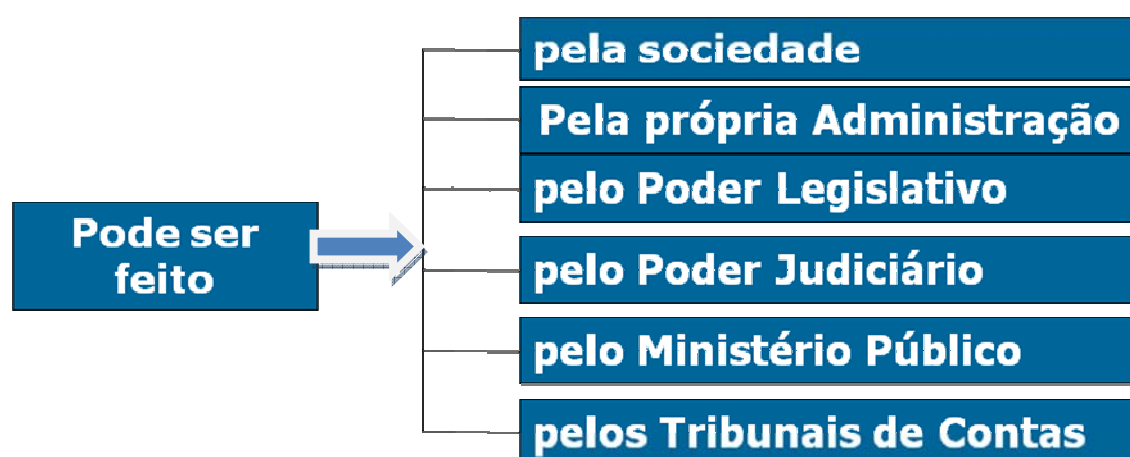 Pode ser
feito
pela sociedade
Pela própria Administração
pelo Poder Legislativo
pelo Poder Judiciário
pelo Ministério Público
pelos Tribunais de Contas